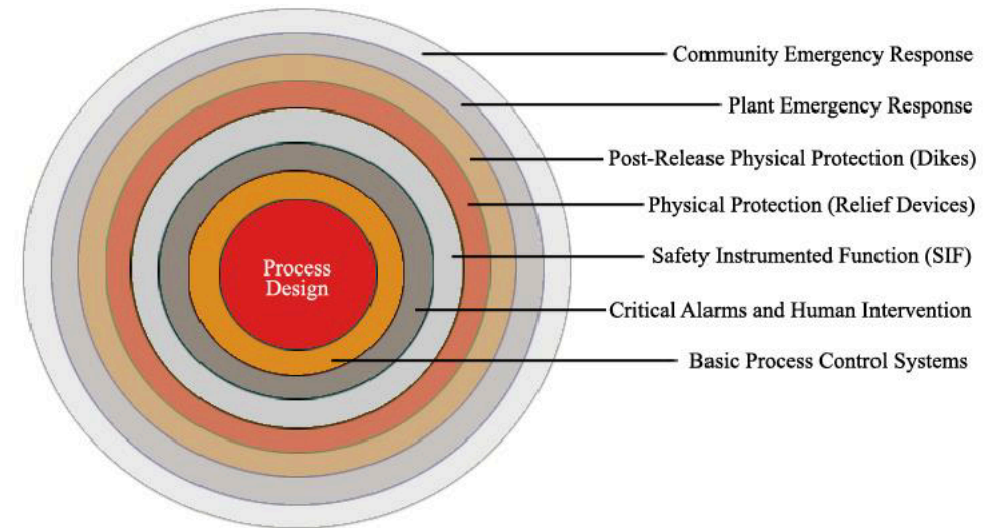 Community Emergency Response
Plant Emergency Response
Post-Release Physical Protection (Dikes)
Physical Protection (Relief Devices)
Safety Instrumented Function (SIF)
Critical Alarms and Human Intervention
Basic Process Control Systems
Process
Design